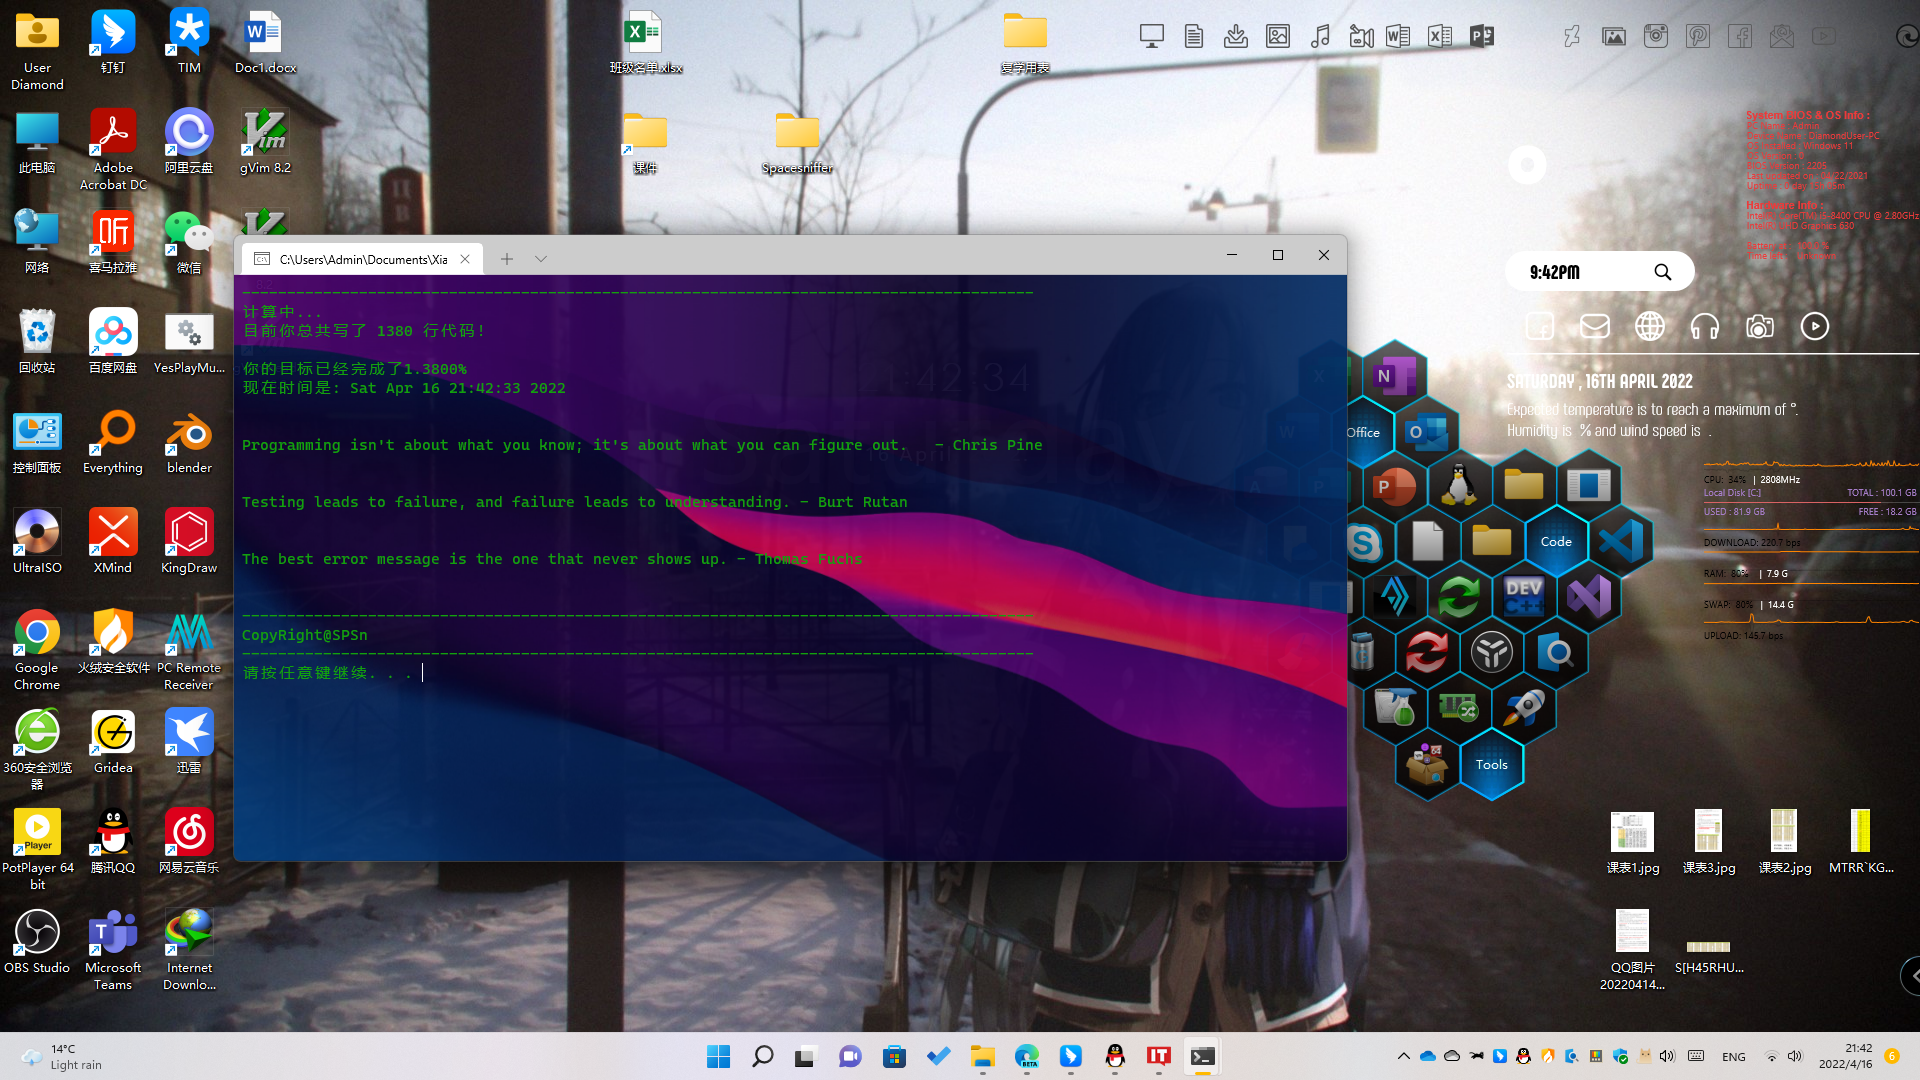 User
Diamond
钉钉
TIM
Doc1.docx
班级名单.xlsx
复学用表
此电脑
Adobe
Acrobat DC
阿里云盘
gVim 8.2
课件
Spacesniffer
网络
喜马拉雅
微信
回收站
百度网盘
YesPlayMu...
控制面板
Everything
blender
UltraISO
XMind
KingDraw
Google
Chrome
火绒安全软件
PC Remote
Receiver
360安全浏览
器
Gridea
迅雷
PotPlayer 64
bit
腾讯QQ
网易云音乐
OBS Studio
Microsoft
Teams
Internet
Downlo...
C:\Users\Admin\Documents\Xia
计算中...
目前你总共写了 1380 行代码!
你的目标已经完成了1.3800%
现在时间是: Sat Apr 16 21:42:33 2022
Programming isn't about what you know; it's about what you can figure out.   - Chris Pine
Testing leads to failure, and failure leads to understanding. - Burt Rutan
The best error message is the one that never shows up. - Thomas Fuchs
CopyRight@SPSn
请按任意键继续. . .
System BIOS & OS Info :
Hardware Info :
9:42PM
SATURDAY , 16TH APRIL 2022
Expected temperature is to reach a maximum of °.
Humidity is  % and wind speed is  .
CPU:  34%  | 2808MHz
Local Disk [C:]  TOTAL : 100.1 GB
USED : 81.9 GB  FREE : 18.2 GB
DOWNLOAD: 220.7 bps
RAM:  80%  | 7.9 G
SWAP:  80%  | 14.4 G
UPLOAD: 145.7 bps
Office
Code
DEV
C++
Tools
课表1.jpg
课表3.jpg
课表2.jpg
MTRR`KG...
QQ图片
20220414...
S[H45RHU...
14°C
Light rain
ENG
21:42
2022/4/16
6